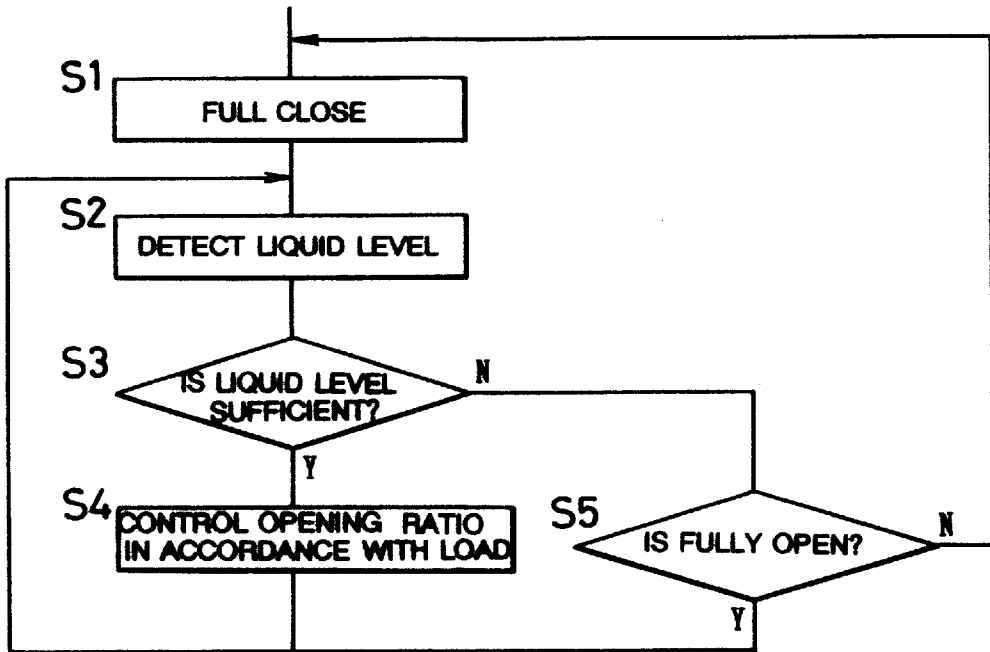 S1
FULL CLOSE
S2
DETECT LIQUID LEVEL
S3
IS LIQUID LEVEL
SUFFICIENT?
N
Y
S4
CONTROL OPENING RATIO
IN ACCORDANCE WITH LOAD
S5
IS FULLY OPEN?
N
Y